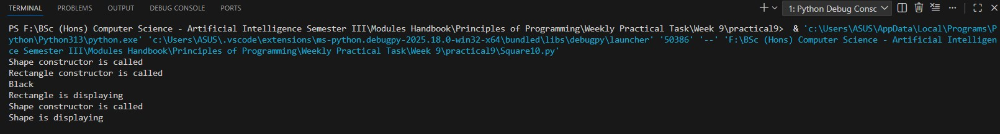 TERMINAL PROBLEMS OUTPUT DEBUG CONSOLE PORTS 1: Python Debug Consc
PS F:\BSc (Hons) Computer Science - Artificial Intelligence Semester III\Modules Handbook\Principles of Programming\Weekly Practical Task\Week 9\practical9>  & 'c:\Users\ASUS\AppData\Local\Programs\P
ython\Python313\python.exe' 'c:\Users\ASUS\.vscode\extensions\ms-python.debugpy-2025.18.0-win32-x64\bundled\libs\debugpy\launcher' '50386' '--' 'F:\BSc (Hons) Computer Science - Artificial Intelligen
ce Semester III\Modules Handbook\Principles of Programming\Weekly Practical Task\Week 9\practical9\Square10.py'
Shape constructor is called
Rectangle constructor is called
Black
Rectangle is displaying
Shape constructor is called
Shape is displaying